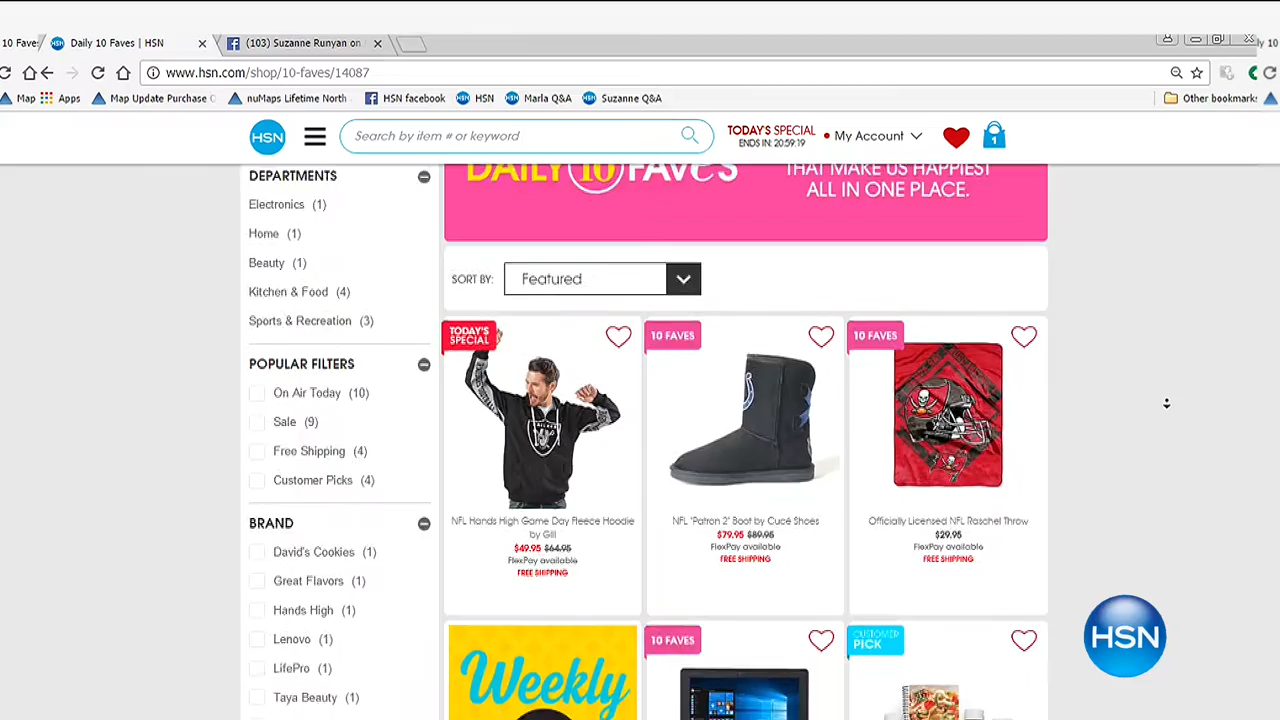 10 Faves
Daily 10 Faves | HSN
(103) Suzanne Runyan on
ly 10
www.hsn.com/shop/10-faves/14087
Map
Apps
Map Update Purchase
nuMaps Lifetime North
HSN facebook
HSN
Marla Q&A
Suzanne Q&A
Other bookmarks
HSN
Search by item # or keyword
TODAY'S SPECIAL
ENDS IN: 20:59:19
My Account
1
DEPARTMENTS
Electronics (1)
Home (1)
Beauty (1)
Kitchen & Food (4)
Sports & Recreation (3)
POPULAR FILTERS
On Air Today (10)
Sale (9)
Free Shipping (4)
Customer Picks (4)
BRAND
David's Cookies (1)
Great Flavors (1)
Hands High (1)
Lenovo (1)
LifePro (1)
Taya Beauty (1)
DAILY 10 FAVES
THAT MAKE US HAPPIEST
ALL IN ONE PLACE.
SORT BY:
Featured
TODAY'S
SPECIAL
RAIDERS
NFL Hands High Game Day Fleece Hoodie
by Glll
$49.95 $64.95
FlexPay available
FREE SHIPPING
10 FAVES
NFL "Patron 2" Boot by Cuce Shoes
$79.95 $89.95
FlexPay available
FREE SHIPPING
10 FAVES
Officially Licensed NFL Raschel Throw
$29.95
FlexPay available
FREE SHIPPING
Weekly
10 FAVES
CUSTOMER
PICK
HSN